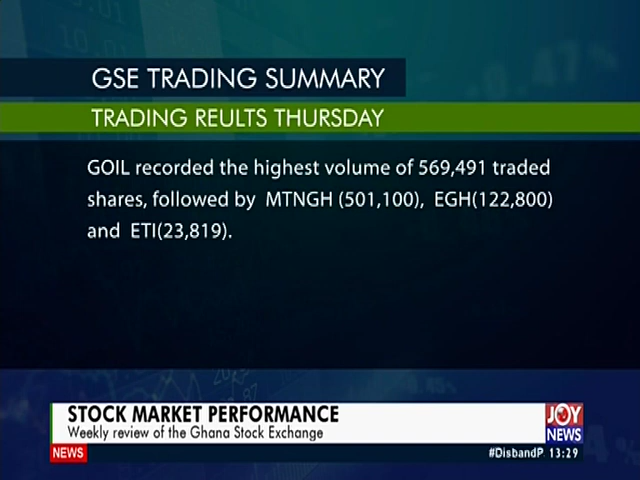 GSE TRADING SUMMARY
TRADING REULTS THURSDAY
GOIL recorded the highest volume of 569,491 traded
shares, followed by MTNGH (501,100), EGH(122,800)
and ETI(23,819).
STOCK MARKET PERFORMANCE
Weekly review of the Ghana Stock Exchange
JOY
NEWS
NEWS
#DisbandP 13:29